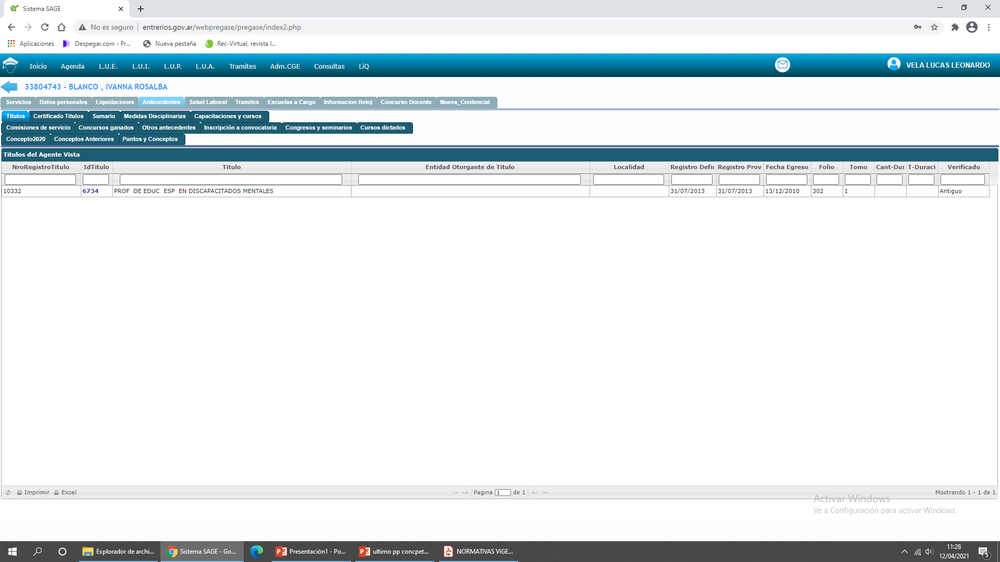 Sistema SAGE
No es seguro entrerios.gov.ar/webpregase/pregase/index2.php
Aplicaciones Despegar.com - Pr... Nueva pestaña Rec-Virtual, revista l...
Inicio Agenda L.U.E. L.U.I. L.U.P. L.U.A. Tramites Adm.CGE Consultas LiQ VELA LUCAS LEONARDO
33804743 - BLANCO , IVANNA ROSALBA
Servicios Datos personales Liquidaciones Antecedentes Salud Laboral Tramites Escuelas a Cargo Informacion Reloj Concurso Docente Nueva_Credencial
Titulos Certificado Titulos Sumario Medidas Disciplinarias Capacitaciones y cursos
Comisiones de servicio Concursos ganados Otros antecedentes Inscripción a convocatoria Congresos y seminarios Cursos dictados
Concepto2020 Conceptos Anteriores Puntos y Conceptos
Titulos del Agente Vista
NroRegistroTitulo IdTitulo Titulo Entidad Otorgante de Titulo Localidad Registro Defin Registro Prov Fecha Egreso Folio Tomo Cant-Dur T-Duraci Verificado
10332 6734 PROF DE EDUC ESP EN DISCAPACITADOS MENTALES 31/07/2013 31/07/2013 13/12/2010 302 1 Antiguo
Imprimir Excel Pagina 1 de 1 Mostrando 1 - 1 de 1
Activar Windows
Ve a Configuración para activar Windows.
Explorador de archi... Sistema SAGE - Go... Presentación1 - Po... ultimo pp concpet... NORMATIVAS VIGE... 11:28
12/04/2021 5